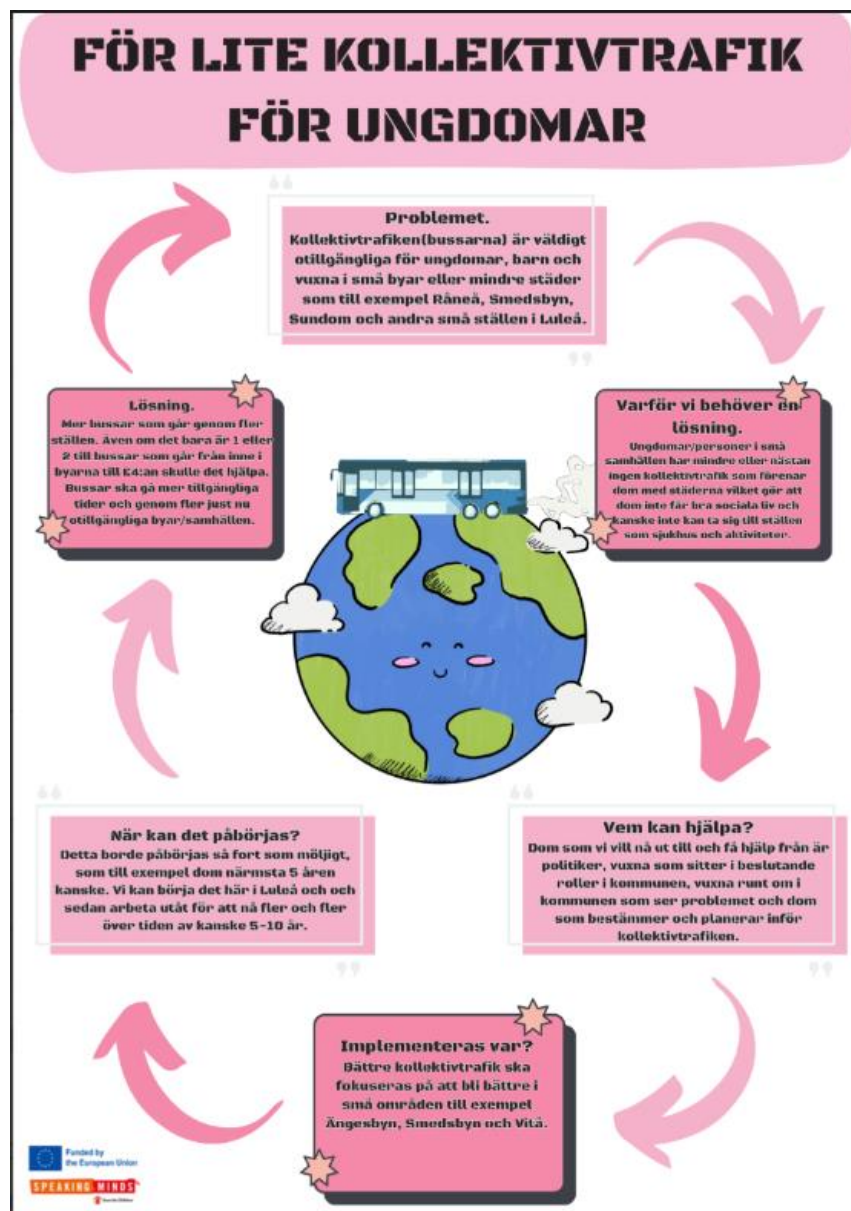 FÖR LITE KOLLEKTIVTRAFIK
FÖR UNGDOMAR
Problemet.
Kollektivtrafiken(bussarna) är väldigt
otillgängliga för ungdomar, barn och
vuxna i små byar eller mindre städer
som till exempel Råneå, Smedsbyn,
Sundom och andra små ställen i Luleå.
Varför vi behöver en
lösning.
Ungdomar/personer i små
samhällen har mindre eller nästan
ingen kollektivtrafik som förenar
dom med städerna vilket gör att
dom inte får bra sociala liv och
kanske inte kan ta sig till ställen
som sjukhus och aktiviteter.
Vem kan hjälpa?
Dom som vi vill nå ut till och få hjälp från är
politiker, vuxna som sitter i beslutande
roller i kommunen, vuxna runt om i
kommunen som ser problemet och dom
som bestämmer och planerar inför
kollektivtrafiken.
Implementeras var?
Bättre kollektivtrafik ska
fokuseras på att bli bättre i
små områden till exempel
Ängesbyn, Smedsbyn och Vitå.
När kan det påbörjas?
Detta borde påbörjas så fort som möljigt,
som till exempel dom närmsta 5 åren
kanske. Vi kan börja det här i Luleå och och
sedan arbeta utåt för att nå fler och fler
över tiden av kanske 5-10 år.
Lösning.
Mer bussar som går genom fler
ställen. Även om det bara är 1 eller
2 till bussar som går från inne i
byarna till E4:an skulle det hjälpa.
Bussar ska gå mer tillgängliga
tider och genom fler just nu
otillgängliga byar/samhällen.
Funded by
the European Union
SPEAKING MINDS
Save the Children